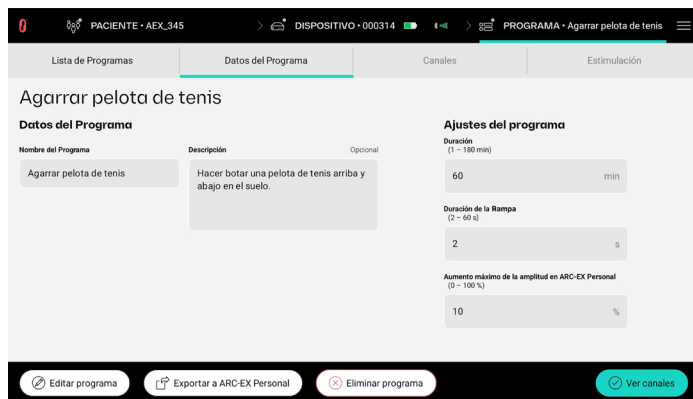 PACIENTE • AEX_345
DISPOSITIVO • 000314
PROGRAMA • Agarrar pelota de tenis
Lista de Programas
Datos del Programa
Canales
Estimulación
Agarrar pelota de tenis
Datos del Programa
Nombre del Programa
Agarrar pelota de tenis
Descripción
Opcional
Hacer botar una pelota de tenis arriba y
abajo en el suelo.
Ajustes del programa
Duración
(1 – 180 min)
60 min
Duración de la Rampa
(2 – 60 s)
2 s
Aumento máximo de la amplitud en ARC-EX Personal
(0 – 100 %)
10 %
Editar programa
Exportar a ARC-EX Personal
Eliminar programa
Ver canales